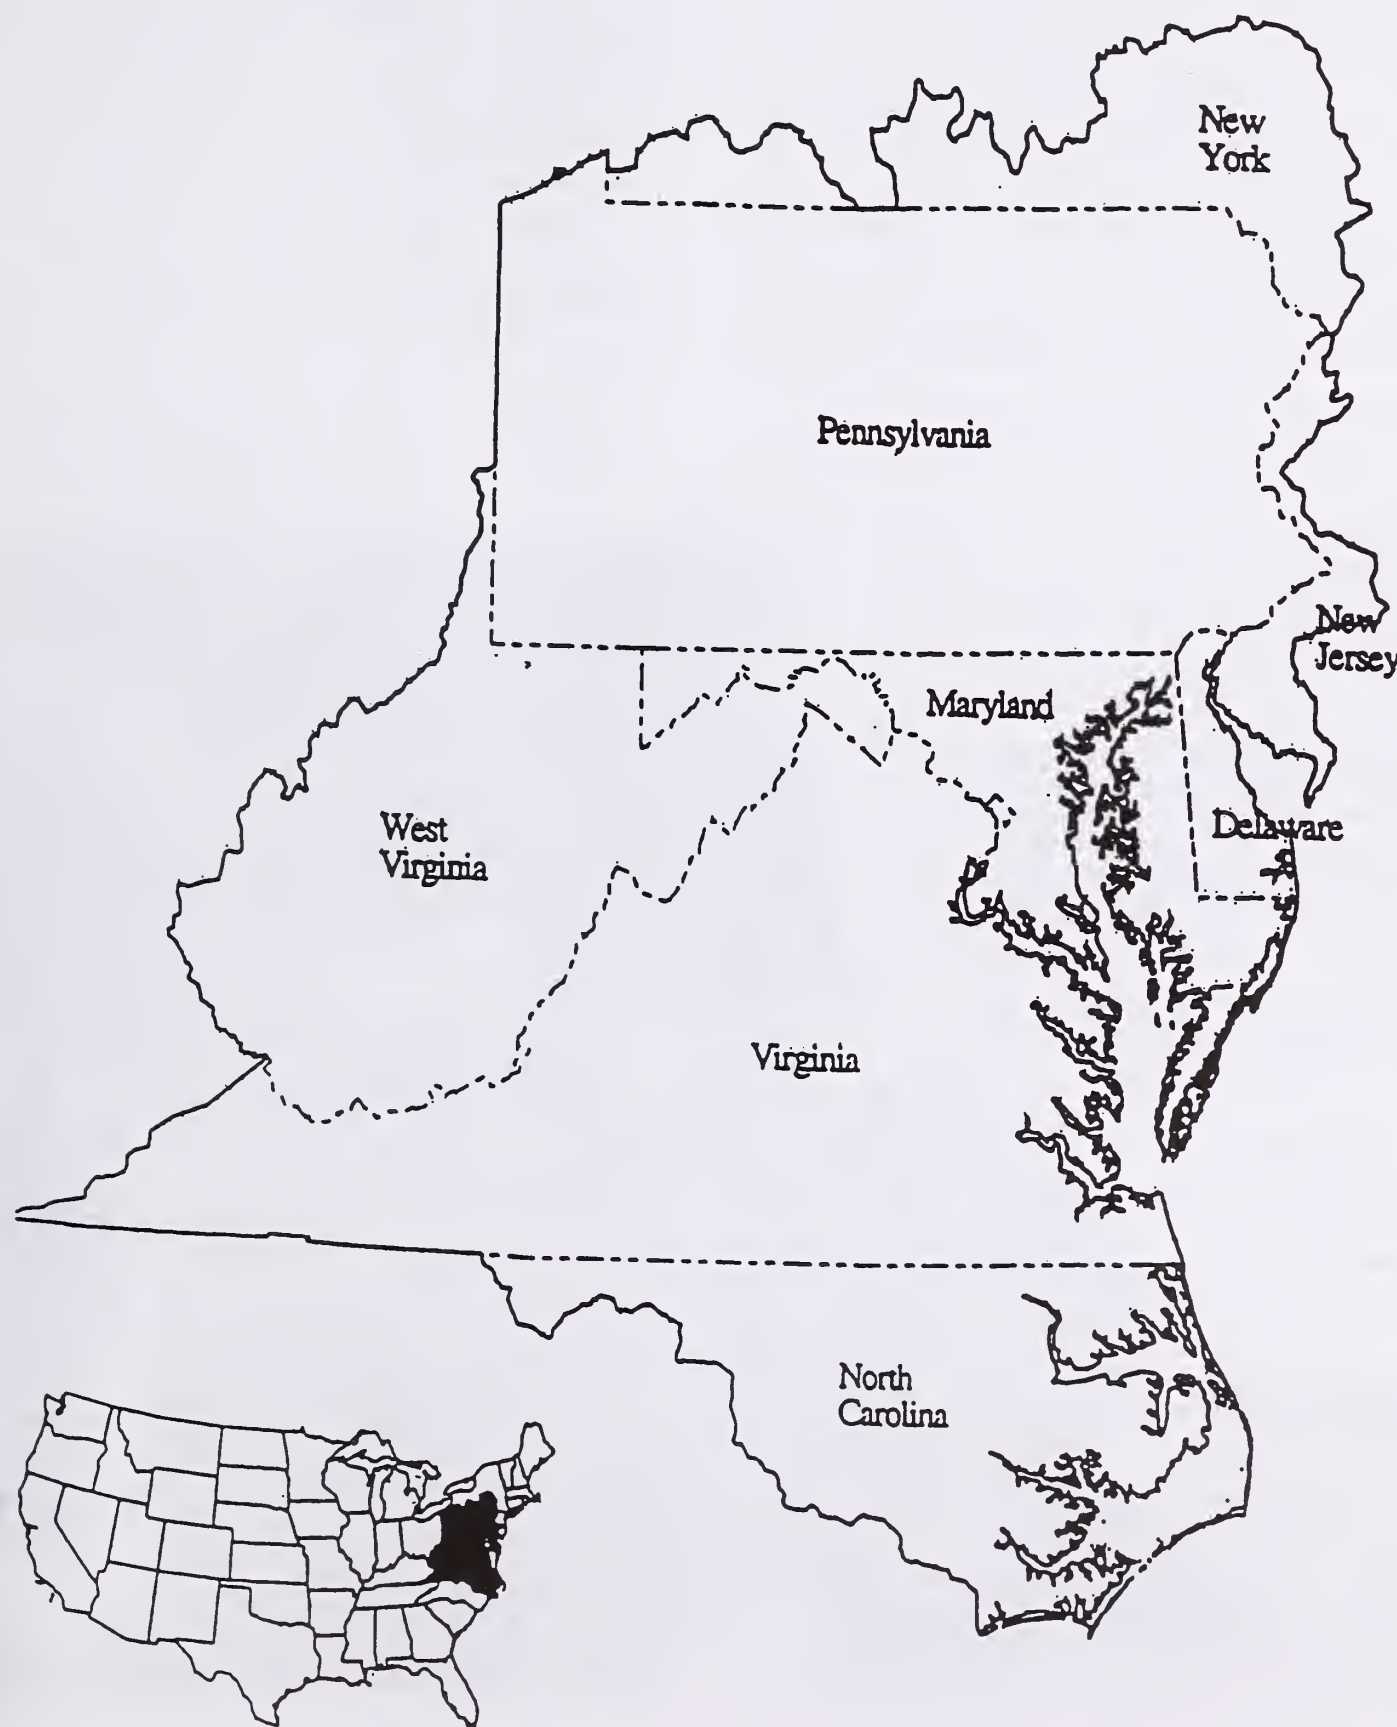 New
York
Pennsylvania
New
Jersey
Maryland
West
Virginia
Delaware
Virginia
North
Carolina